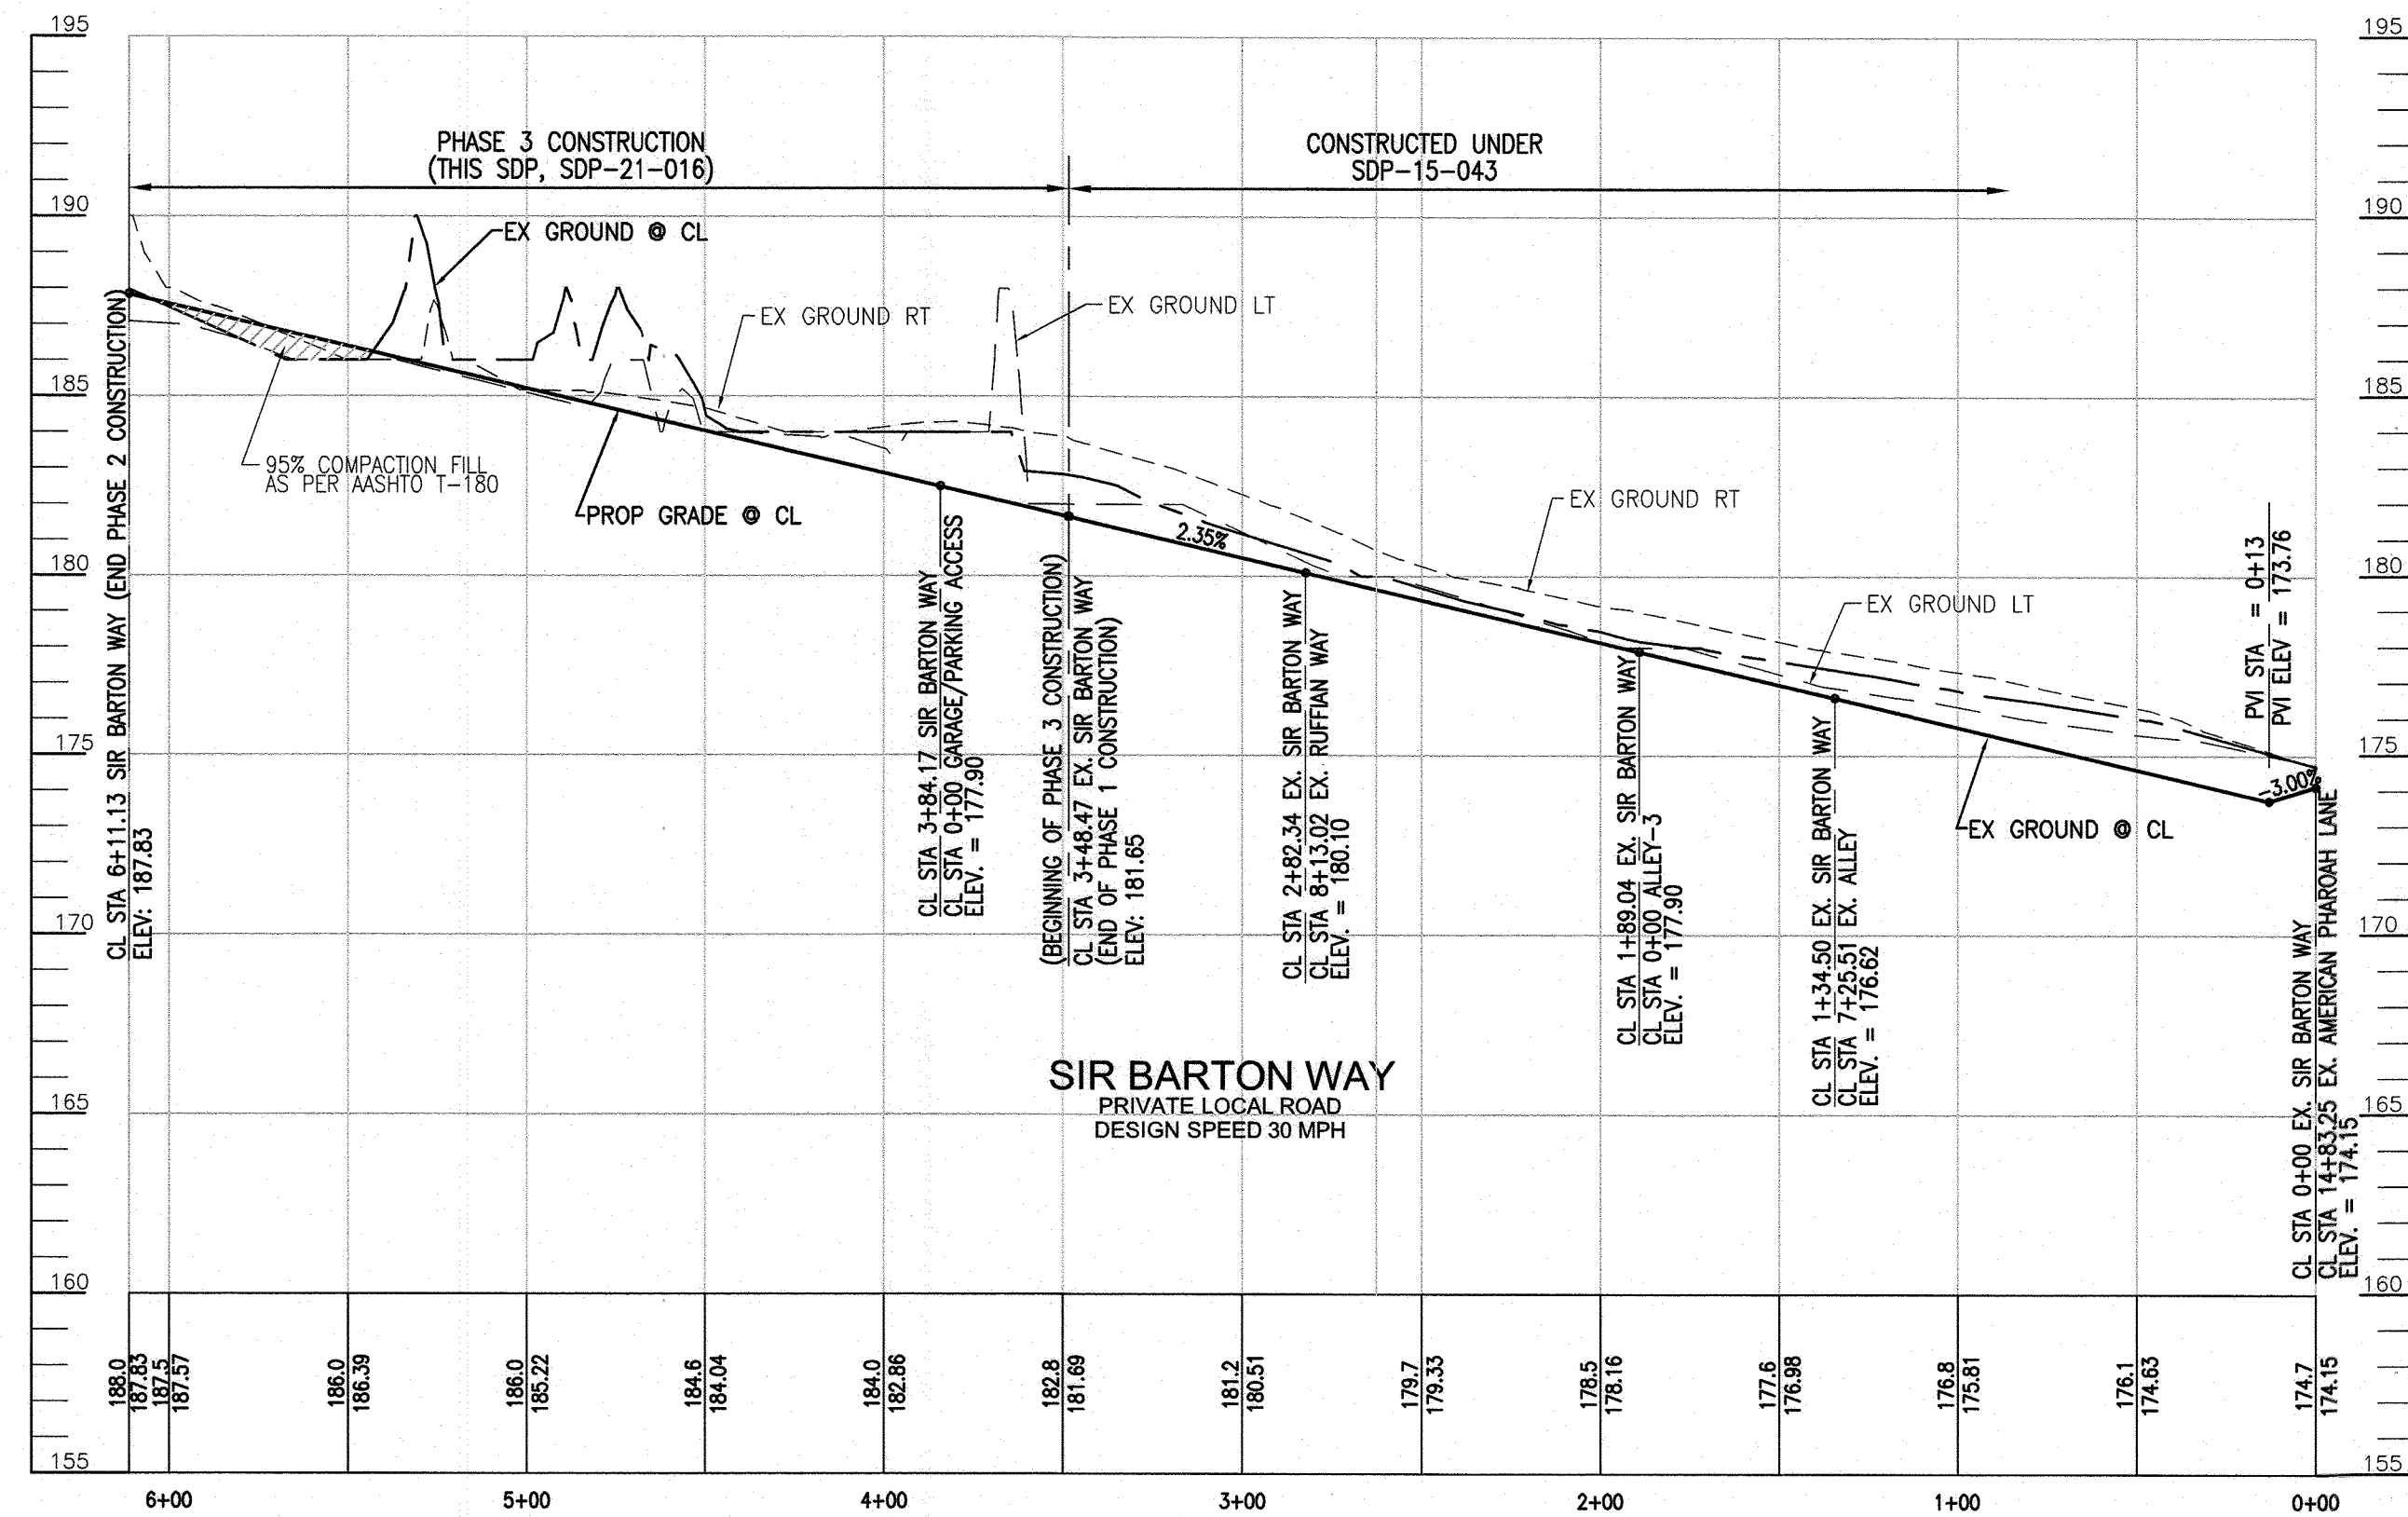 195
195
PHASE 3 CONSTRUCTION
(THIS SDP, SDP-21-016)
CONSTRUCTED UNDER
SDP-15-043
190
190
EX GROUND @ CL
EX GROUND RT
EX GROUND LT
185
185
95% COMPACTION FILL
AS PER AASHTO T-180
PROP GRADE @ CL
2.35%
EX GROUND RT
180
180
EX GROUND LT
PVI STA = 0+13
PVI ELEV = 173.76
175
175
-3.00%
EX GROUND @ CL
CL STA 6+11.13 SIR BARTON WAY (END PHASE 2 CONSTRUCTION)
ELEV: 187.83
CL STA 3+84.17 SIR BARTON WAY
CL STA 0+00 GARAGE/PARKING ACCESS
ELEV. = 177.90
(BEGINNING OF PHASE 3 CONSTRUCTION)
CL STA 3+48.47 EX. SIR BARTON WAY
(END OF PHASE 1 CONSTRUCTION)
ELEV: 181.65
CL STA 2+82.34 EX. SIR BARTON WAY
CL STA 8+13.02 EX. RUFFIAN WAY
ELEV. = 180.10
CL STA 1+89.04 EX. SIR BARTON WAY
CL STA 0+00 ALLEY-3
ELEV. = 177.90
CL STA 1+34.50 EX. SIR BARTON WAY
CL STA 7+25.51 EX. ALLEY
ELEV. = 176.62
CL STA 0+00 EX. SIR BARTON WAY
CL STA 14+83.25 EX. AMERICAN PHAROAH LANE
ELEV. = 174.15
170
170
SIR BARTON WAY
PRIVATE LOCAL ROAD
DESIGN SPEED 30 MPH
165
165
160
160
188.0
187.83
187.5
187.57
186.0
186.39
186.0
185.22
184.6
184.04
184.0
182.86
182.8
181.69
181.2
180.51
179.7
179.33
178.5
178.16
177.6
176.98
176.8
175.81
176.1
174.63
174.7
174.15
155
155
6+00
5+00
4+00
3+00
2+00
1+00
0+00